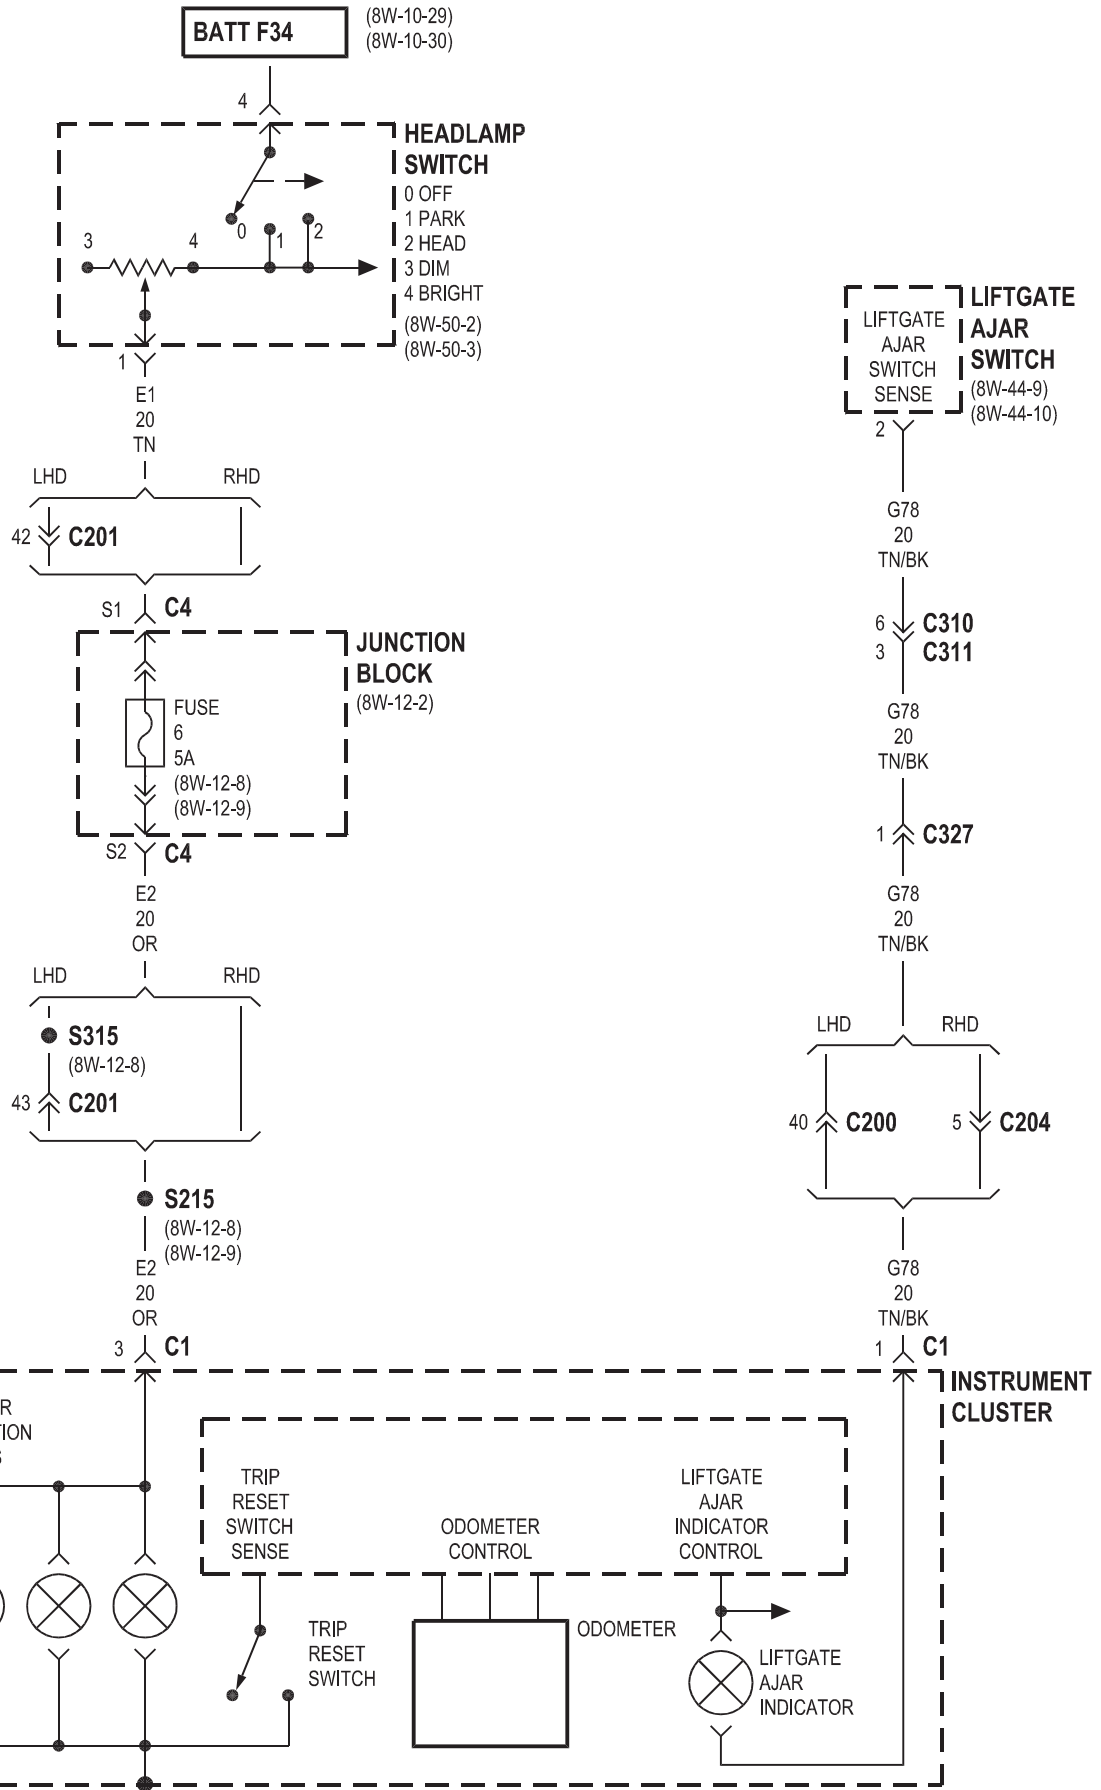 BATT F34
(8W-10-29)
(8W-10-30)
4
HEADLAMP
SWITCH
0 OFF
1 PARK
2 HEAD
3 DIM
4 BRIGHT
(8W-50-2)
(8W-50-3)
0
1
2
3
4
1
E1
20
TN
LHD
RHD
42
C201
S1
C4
JUNCTION
BLOCK
(8W-12-2)
FUSE
6
5A
(8W-12-8)
(8W-12-9)
S2
C4
E2
20
OR
LHD
RHD
S315
(8W-12-8)
43
C201
S215
(8W-12-8)
(8W-12-9)
E2
20
OR
3
C1
LIFTGATE
AJAR
SWITCH
SENSE
LIFTGATE
AJAR
SWITCH
(8W-44-9)
(8W-44-10)
2
G78
20
TN/BK
6
C310
3
C311
G78
20
TN/BK
1
C327
G78
20
TN/BK
LHD
RHD
40
C200
5
C204
G78
20
TN/BK
1
C1
INSTRUMENT
CLUSTER
R
TION
TRIP
RESET
SWITCH
SENSE
ODOMETER
CONTROL
LIFTGATE
AJAR
INDICATOR
CONTROL
TRIP
RESET
SWITCH
ODOMETER
LIFTGATE
AJAR
INDICATOR